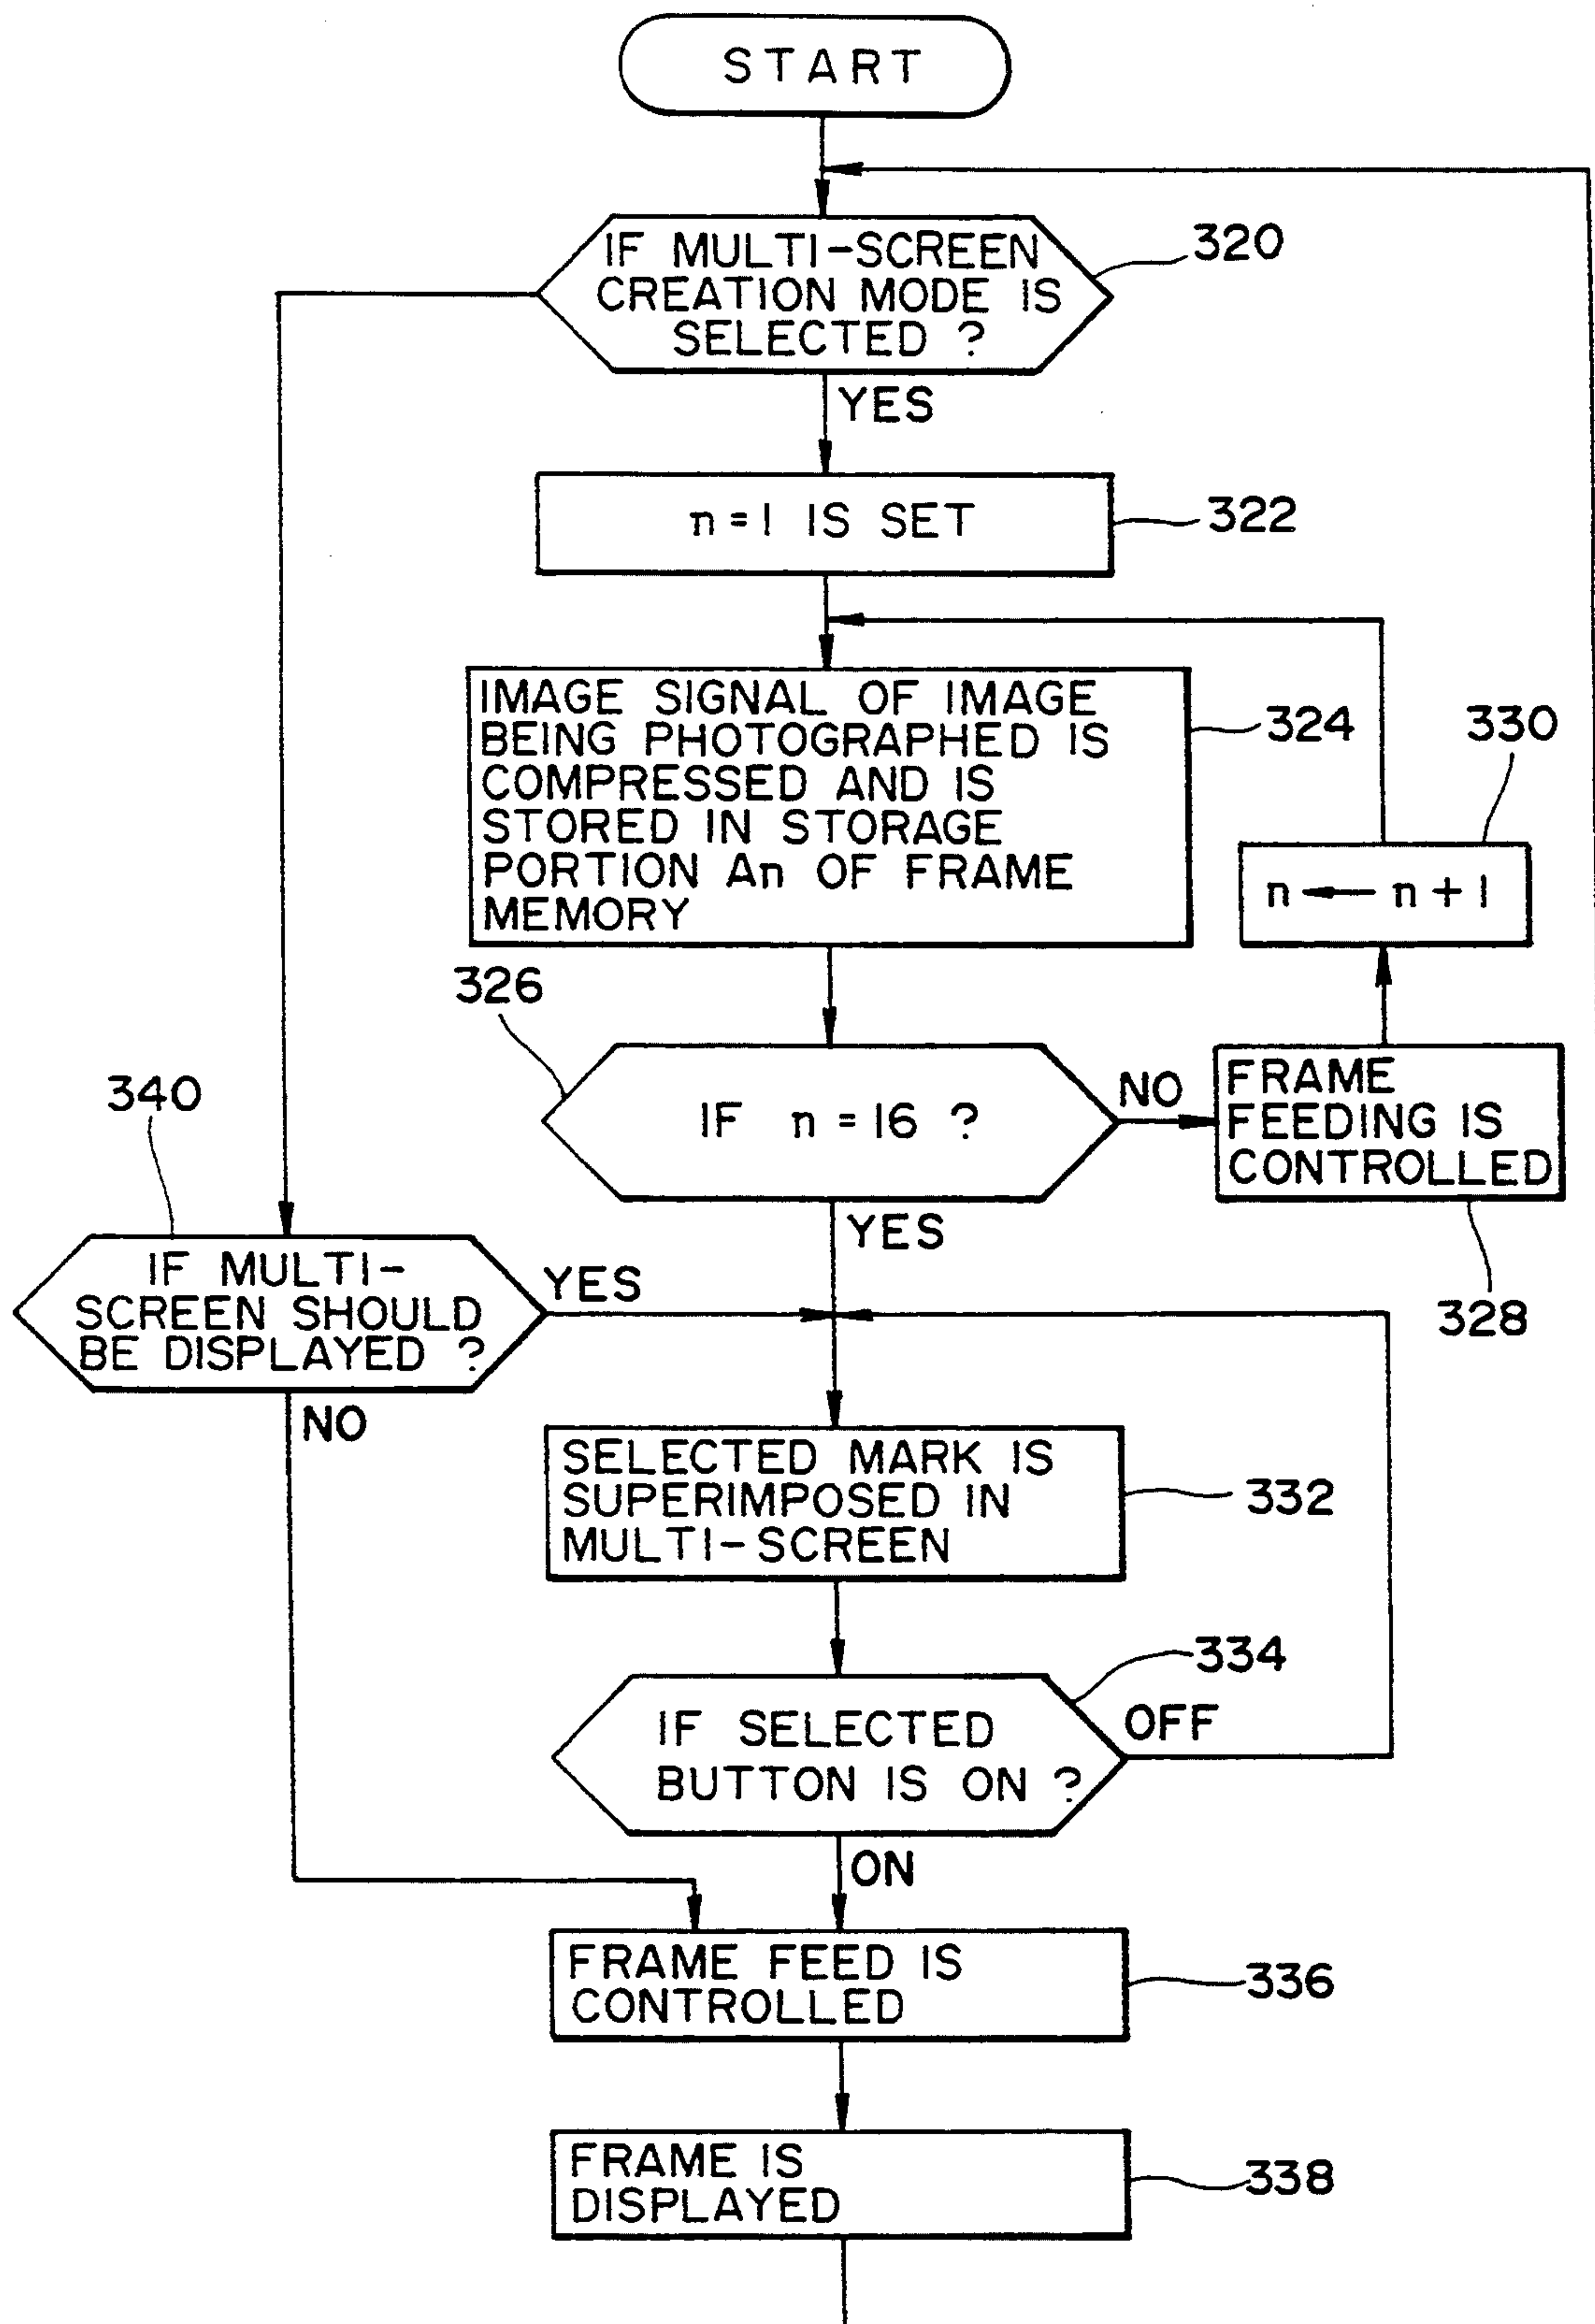 START
IF MULTI-SCREEN
CREATION MODE IS
SELECTED ?
320
YES
n=1 IS SET
322
IMAGE SIGNAL OF IMAGE
BEING PHOTOGRAPHED IS
COMPRESSED AND IS
STORED IN STORAGE
PORTION An OF FRAME
MEMORY
324
330
n ← n+1
326
IF n=16 ?
NO
FRAME
FEEDING IS
CONTROLLED
328
YES
340
IF MULTI-
SCREEN SHOULD
BE DISPLAYED ?
YES
NO
SELECTED MARK IS
SUPERIMPOSED IN
MULTI-SCREEN
332
334
IF SELECTED
BUTTON IS ON ?
OFF
ON
FRAME FEED IS
CONTROLLED
336
FRAME IS
DISPLAYED
338